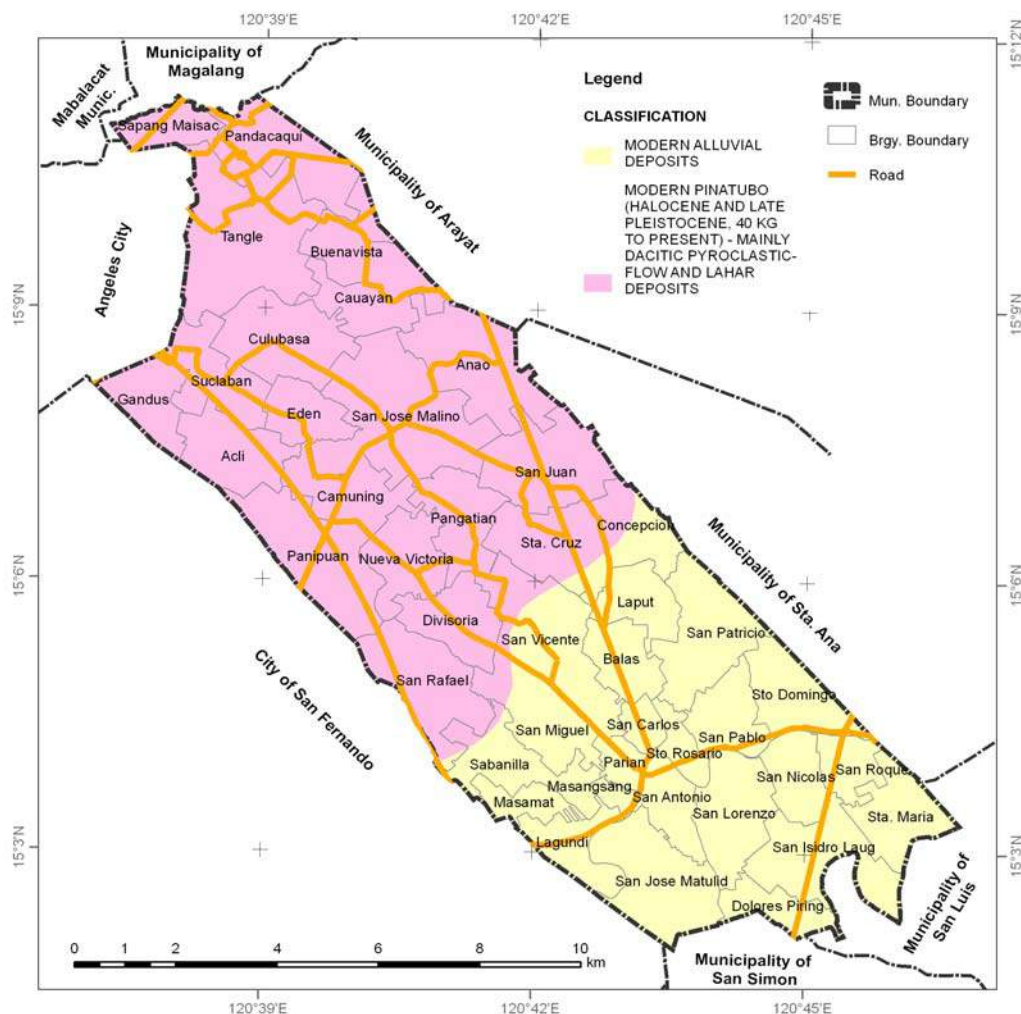 120°39'E
120°42'E
120°45'E
15°12'N
Municipality of
Magalang
Mabalacat
Munic.
Legend
CLASSIFICATION
MODERN ALLUVIAL
DEPOSITS
MODERN PINATUBO
(HALOCENE AND LATE
PLEISTOCENE, 40 KG
TO PRESENT) - MAINLY
DACITIC PYROCLASTIC-
FLOW AND LAHAR
DEPOSITS
Mun. Boundary
Brgy. Boundary
Road
Sapang Maisac
Pandacaqui
Municipality of Arayat
Tangle
Buenavista
Angeles City
Cauayan
15°9'N
15°9'N
Culubasa
Anao
Suclaban
Gandus
Eden
San Jose Malino
Acli
San Juan
Camuning
Pangatian
Concepcion
Sta. Cruz
Panipuan
Nueva Victoria
Municipality of Sta. Ana
15°6'N
15°6'N
Laput
Divisoria
San Vicente
San Patricio
Balas
San Rafael
City of San Fernando
Sto Domingo
San Miguel
San Carlos
San Pablo
Sto Rosario
Sabanilla
Parian
San Nicolas
San Roque
Masangsang
Masamat
San Antonio
San Lorenzo
Sta. Maria
Lagundi
San Isidro Laug
15°3'N
15°3'N
San Jose Matulid
Dolores Piring
Municipality of
San Luis
Municipality of
San Simon
0 1 2 4 6 8 10
km
120°39'E
120°42'E
120°45'E